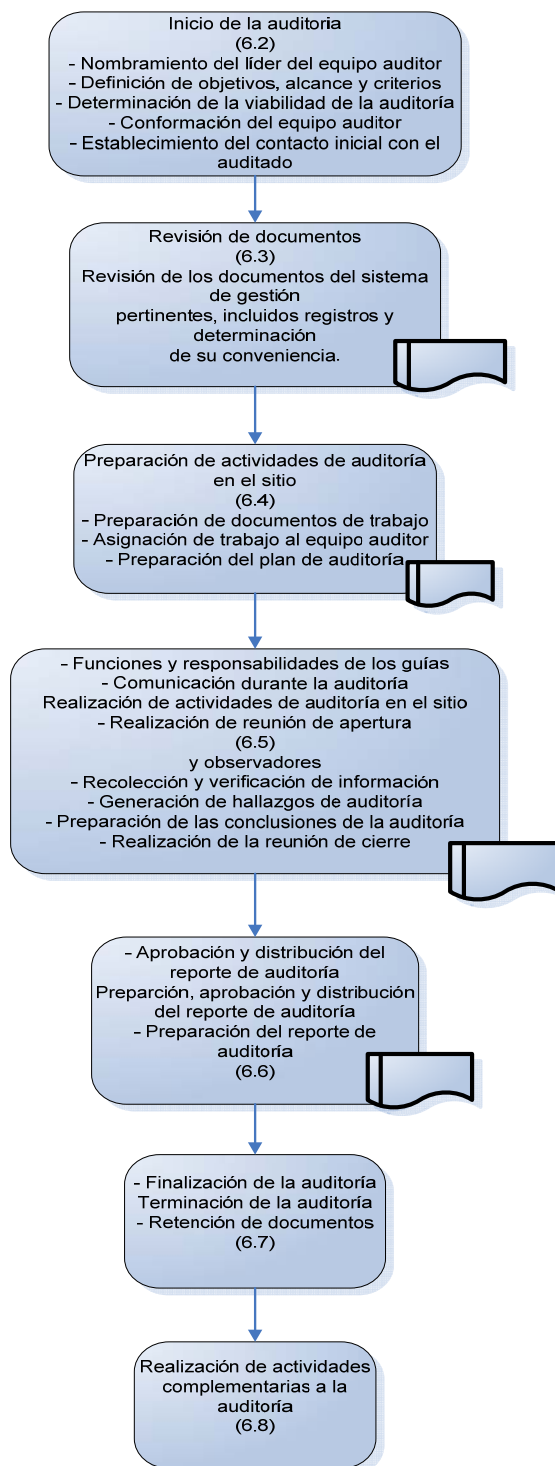 Inicio de la auditoria
(6.2)
- Nombramiento del líder del equipo auditor
- Definición de objetivos, alcance y criterios
- Determinación de la viabilidad de la auditoría
- Conformación del equipo auditor
- Establecimiento del contacto inicial con el
auditado
Revisión de documentos
(6.3)
Revisión de los documentos del sistema
de gestión
pertinentes, incluidos registros y
determinación
de su conveniencia.
Preparación de actividades de auditoría
en el sitio
(6.4)
- Preparación de documentos de trabajo
- Asignación de trabajo al equipo auditor
- Preparación del plan de auditoría
- Funciones y responsabilidades de los guías
- Comunicación durante la auditoría
Realización de actividades de auditoría en el sitio
- Realización de reunión de apertura
(6.5)
y observadores
- Recolección y verificación de información
- Generación de hallazgos de auditoría
- Preparación de las conclusiones de la auditoría
- Realización de la reunión de cierre
- Aprobación y distribución del
reporte de auditoría
Preparción, aprobación y distribución
del reporte de auditoría
- Preparación del reporte de
auditoría
(6.6)
- Finalización de la auditoría
Terminación de la auditoría
- Retención de documentos
(6.7)
Realización de actividades
complementarias a la
auditoría
(6.8)